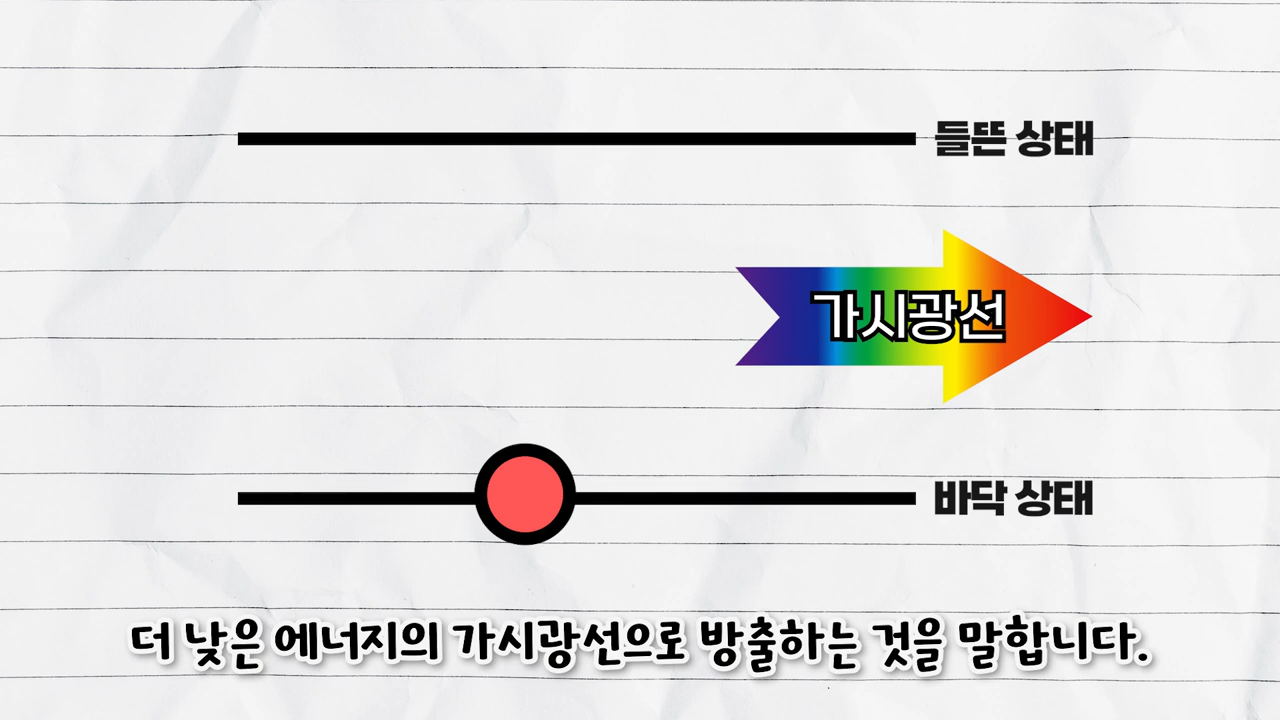 들뜬 상태
가시광선
바닥 상태
더 낮은 에너지의 가시광선으로 방출하는 것을 말합니다.